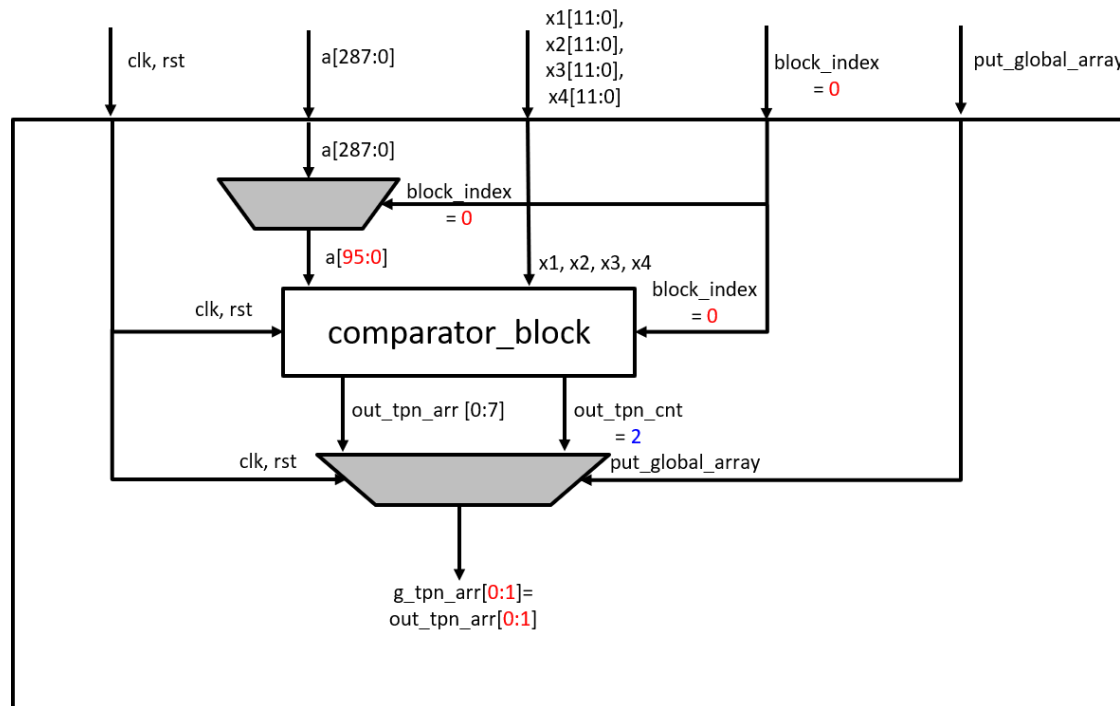 clk, rst
a[287:0]
x1[11:0],
x2[11:0],
x3[11:0],
x4[11:0]
block_index
= 0
put_global_array
a[287:0]
block_index
= 0
a[95:0]
x1, x2, x3, x4
block_index
= 0
clk, rst
comparator_block
out_tpn_arr [0:7]
out_tpn_cnt
= 2
clk, rst
put_global_array
g_tpn_arr[0:1]=
out_tpn_arr[0:1]